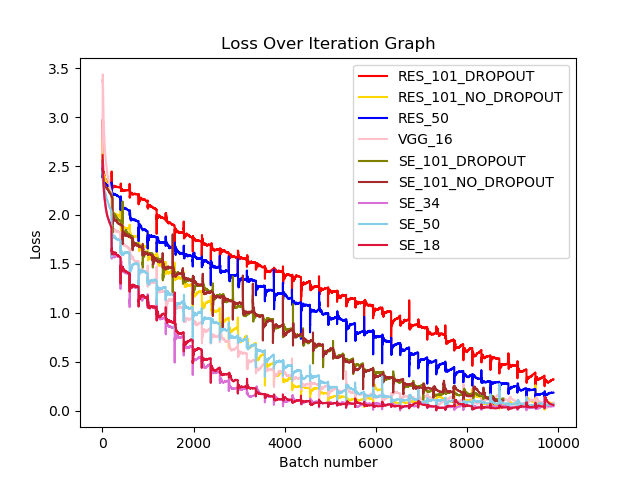 Loss Over Iteration Graph
3.5
3.0
2.5
2.0
1.5
1.0
0.5
0.0
Loss
RES_101_DROPOUT
RES_101_NO_DROPOUT
RES_50
VGG_16
SE_101_DROPOUT
SE_101_NO_DROPOUT
SE_34
SE_50
SE_18
0 2000 4000 6000 8000 10000
Batch number